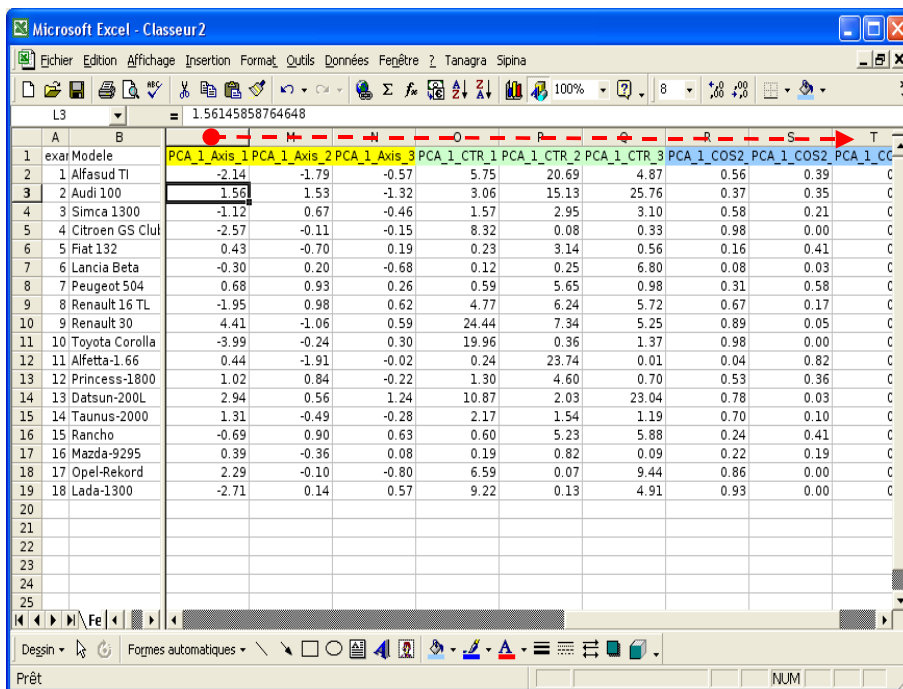 Microsoft Excel - Classeur2
Fichier Edition Affichage Insertion Format Outils Données Fenêtre ? Tanagra Sipina
100% 8
L3 = 1.56145858764648
A B M N O P Q R S T
1 exar Modele PCA_1_Axis_1 PCA_1_Axis_2 PCA_1_Axis_3 PCA_1_CTR_1 PCA_1_CTR_2 PCA_1_CTR_3 PCA_1_COS2_ PCA_1_COS2_ PCA_1_CC
2 1 Alfasud TI -2.14 -1.79 -0.57 5.75 20.69 4.87 0.56 0.39
3 2 Audi 100 1.56 1.53 -1.32 3.06 15.13 25.76 0.37 0.35
4 3 Simca 1300 -1.12 0.67 -0.46 1.57 2.95 3.10 0.58 0.21
5 4 Citroen GS Club -2.57 -0.11 -0.15 8.32 0.08 0.33 0.98 0.00
6 5 Fiat 132 0.43 -0.70 0.19 0.23 3.14 0.56 0.16 0.41
7 6 Lancia Beta -0.30 0.20 -0.68 0.12 0.25 6.80 0.08 0.03
8 7 Peugeot 504 0.68 0.93 0.26 0.59 5.65 0.98 0.31 0.58
9 8 Renault 16 TL -1.95 0.98 0.62 4.77 6.24 5.72 0.67 0.17
10 9 Renault 30 4.41 -1.06 0.59 24.44 7.34 5.25 0.89 0.05
11 10 Toyota Corolla -3.99 -0.24 0.30 19.96 0.36 1.37 0.98 0.00
12 11 Alfetta-1.66 0.44 -1.91 -0.02 0.24 23.74 0.01 0.04 0.82
13 12 Princess-1800 1.02 0.84 -0.22 1.30 4.60 0.70 0.53 0.36
14 13 Datsun-200L 2.94 0.56 1.24 10.87 2.03 23.04 0.78 0.03
15 14 Taunus-2000 1.31 -0.49 -0.28 2.17 1.54 1.19 0.70 0.10
16 15 Rancho -0.69 0.90 0.63 0.60 5.23 5.88 0.24 0.41
17 16 Mazda-9295 0.39 -0.36 0.08 0.19 0.82 0.09 0.22 0.19
18 17 Opel-Rekord 2.29 -0.10 -0.80 6.59 0.07 9.44 0.86 0.00
19 18 Lada-1300 -2.71 0.14 0.57 9.22 0.13 4.91 0.93 0.00
20
21
22
23
24
25
Fe
Dessin Formes automatiques
Prêt NUM